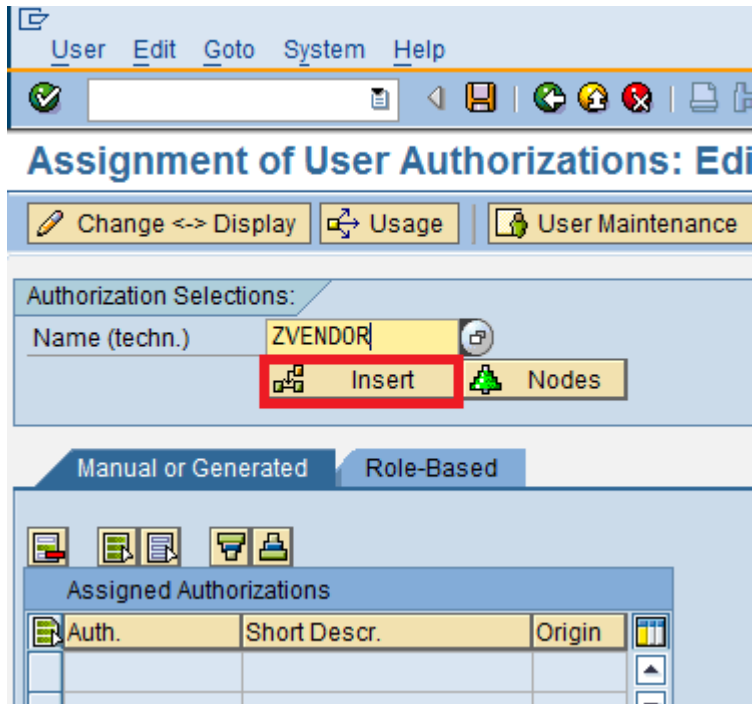 User Edit Goto System Help
Assignment of User Authorizations: Edi
Change <-> Display Usage User Maintenance
Authorization Selections:
Name (techn.) ZVENDOR
Insert Nodes
Manual or Generated Role-Based
Assigned Authorizations
Auth. Short Descr. Origin